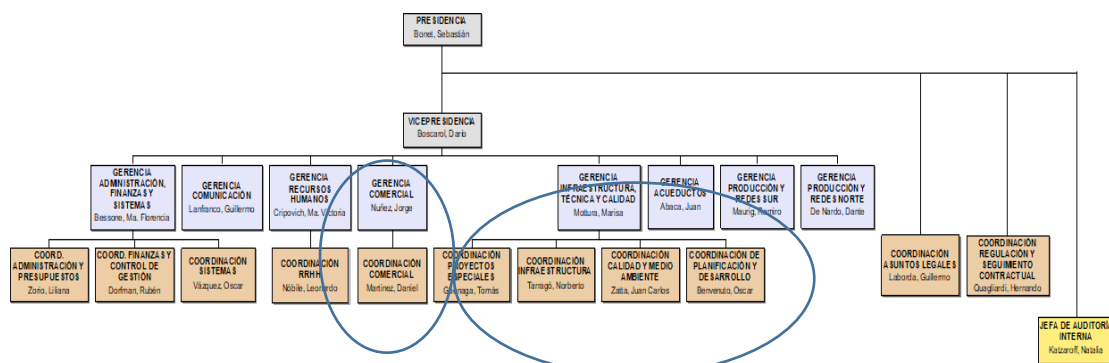 PRESIDENCIA
Bonet, Sebastián
VICEPRESIDENCIA
Boscarol, Darío
GERENCIA
ADMINISTRACIÓN,
FINANZAS Y
SISTEMAS
Bessone, Ma. Florencia
GERENCIA
COMUNICACIÓN
Lanfranco, Guillermo
GERENCIA
RECURSOS
HUMANOS
Cripovich, Ma. Victoria
GERENCIA
COMERCIAL
Nuñez, Jorge
GERENCIA
INFRAESTRUCTURA,
TÉCNICA Y CALIDAD
Mottura, Marisa
GERENCIA
ACUEDUCTOS
Abaca, Juan
GERENCIA
PRODUCCIÓN Y
REDES SUR
Maurig, Ramiro
GERENCIA
PRODUCCIÓN Y
REDES NORTE
De Nardo, Dante
COORD.
ADMINISTRACIÓN Y
PRESUPUESTOS
Zorio, Liliana
COORD. FINANZAS Y
CONTROL DE
GESTIÓN
Dorfman, Rubén
COORDINACIÓN
SISTEMAS
Vázquez, Oscar
COORDINACIÓN
RRHH
Nóbile, Leonardo
COORDINACIÓN
COMERCIAL
Martínez, Daniel
COORDINACIÓN
PROYECTOS
ESPECIALES
Tomás
COORDINACIÓN
INFRAESTRUCTURA
Tarragó, Norberto
COORDINACIÓN
CALIDAD Y MEDIO
AMBIENTE
Zatta, Juan Carlos
COORDINACIÓN DE
PLANIFICACIÓN Y
DESARROLLO
Benvenuto, Oscar
COORDINACIÓN
ASUNTOS LEGALES
Laborda, Guillermo
COORDINACIÓN
REGULACIÓN Y
SEGUIMIENTO
CONTRACTUAL
Quagliardi, Hernando
JEFA DE AUDITORÍA
INTERNA
Katzaroff, Natalia